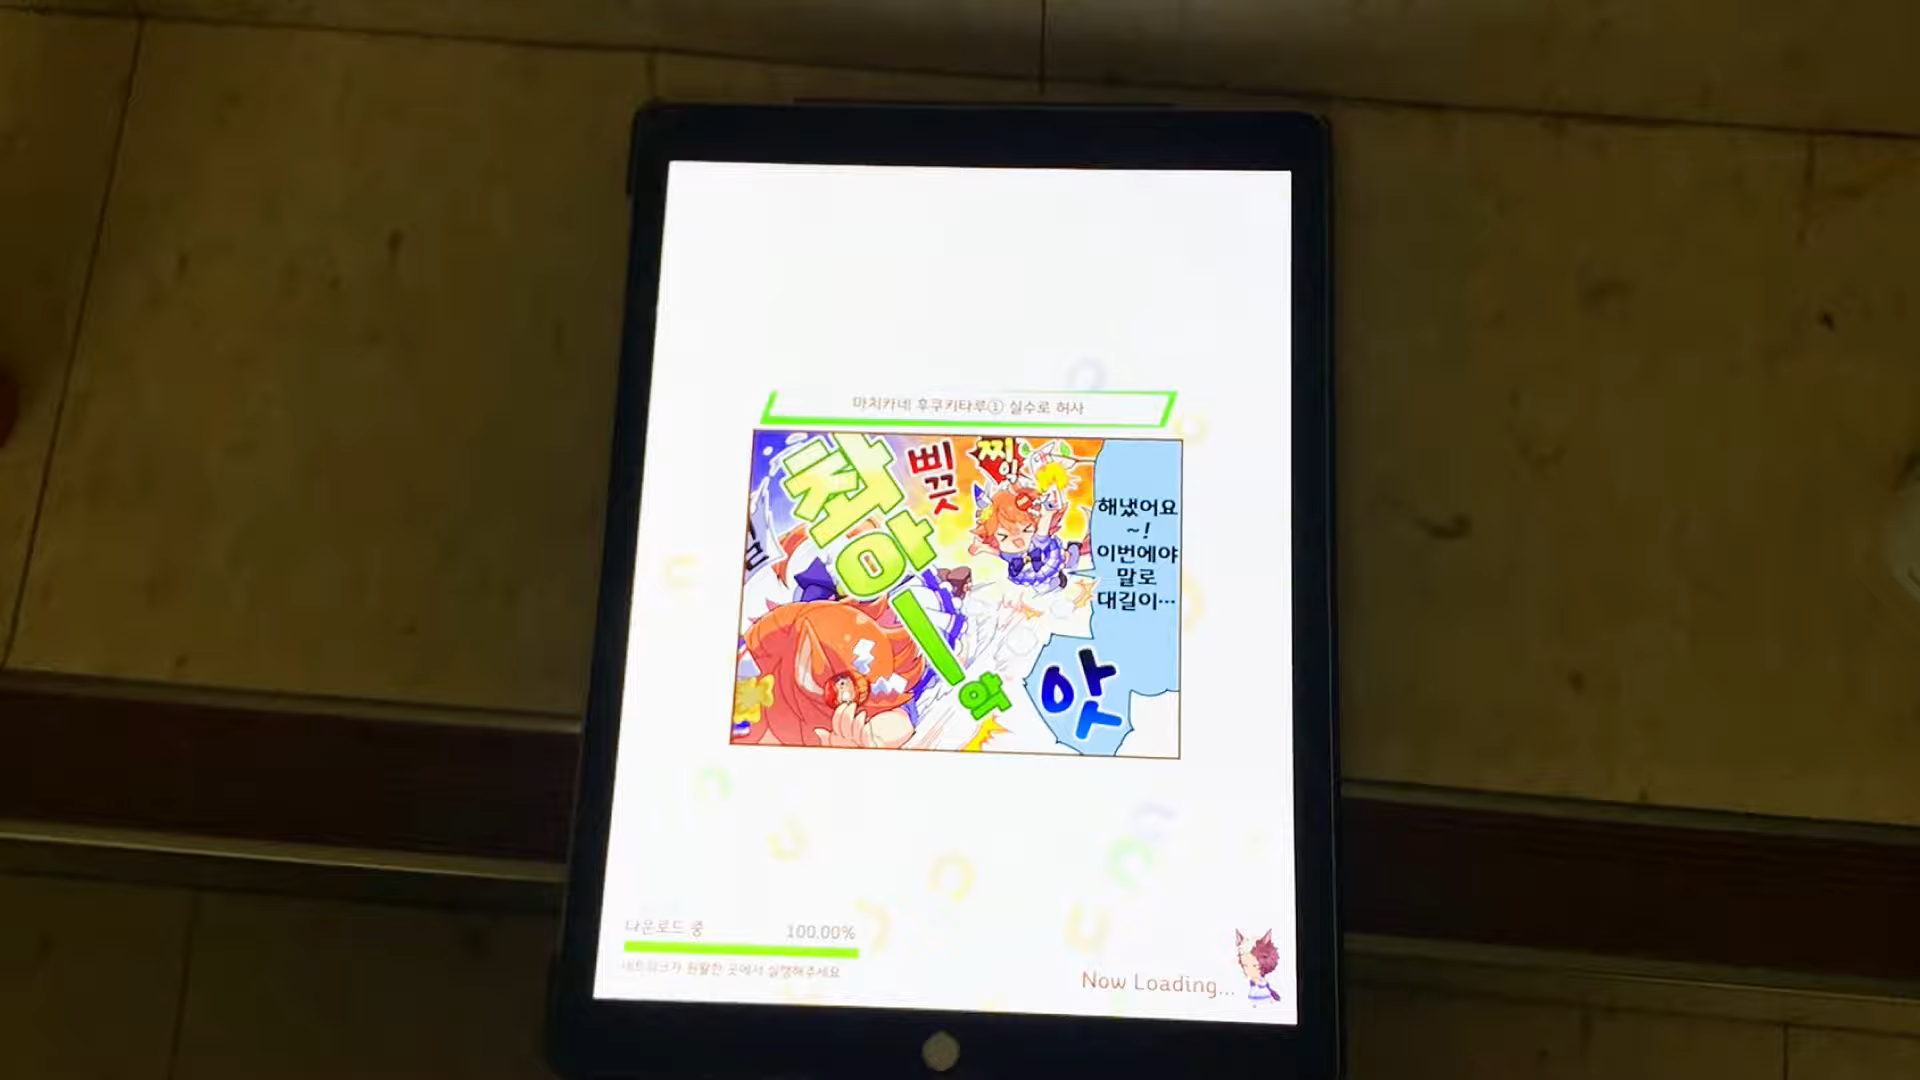 마치카네 후쿠키타루① 실수로 허사
삐끗
찌잉
해냈어요
~!
이번에야
말로
대길이…
앗
다운로드 중 100.00%
네트워크가 원활한 곳에서 실행해주세요
Now Loading...